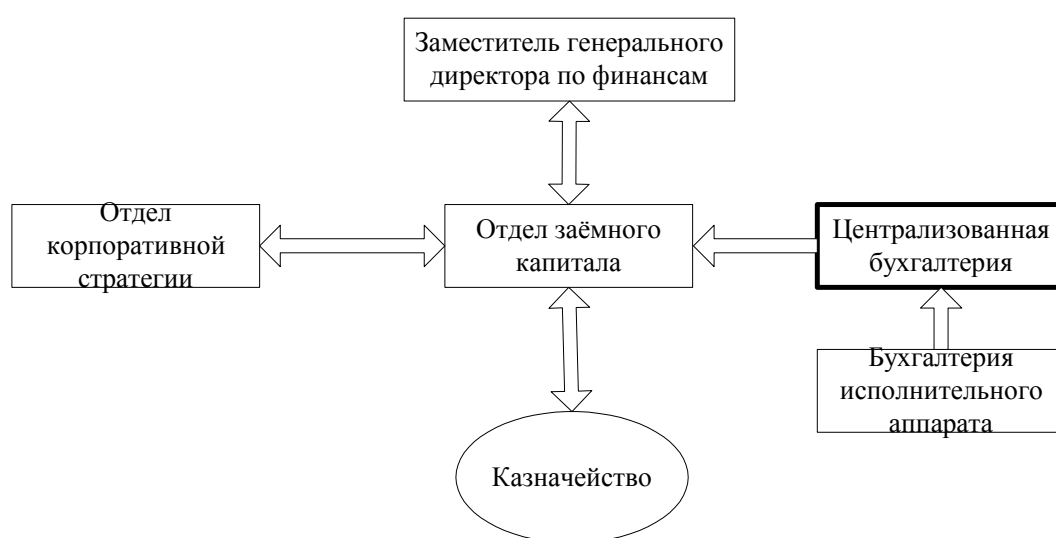 Заместитель генерального
директора по финансам
Отдел
корпоративной
стратегии
Отдел заёмного
капитала
Централизованная
бухгалтерия
Бухгалтерия
исполнительного
аппарата
Казначейство